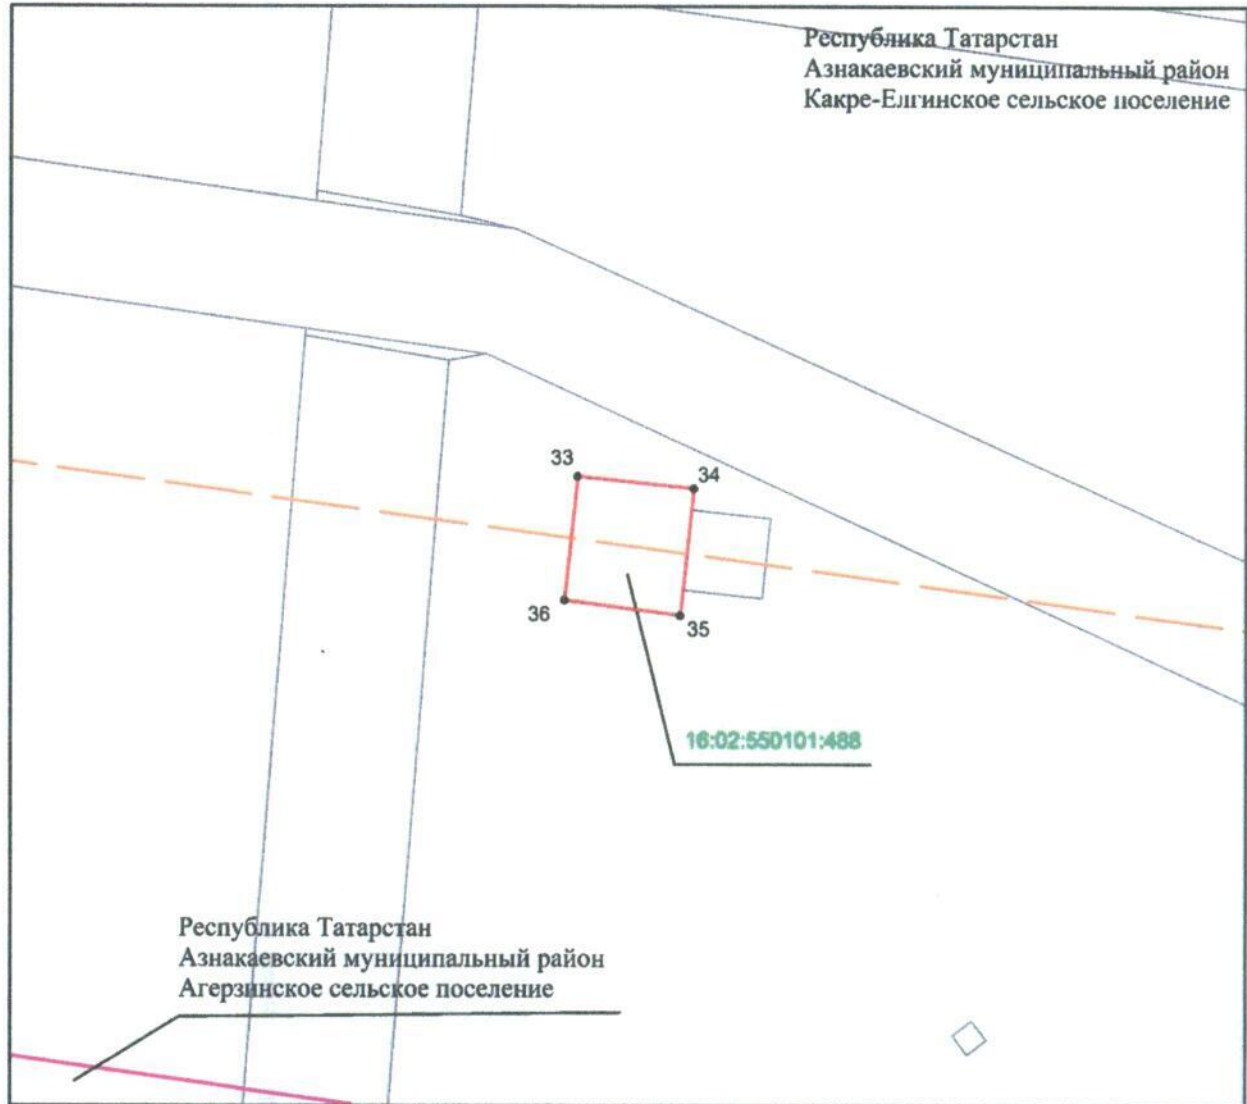 Республика Татарстан
Азнакаевский муниципальный район
Какре-Елгинское сельское поселение
33
34
36
35
16:02:550101:488
Республика Татарстан
Азнакаевский муниципальный район
Агерзинское сельское поселение